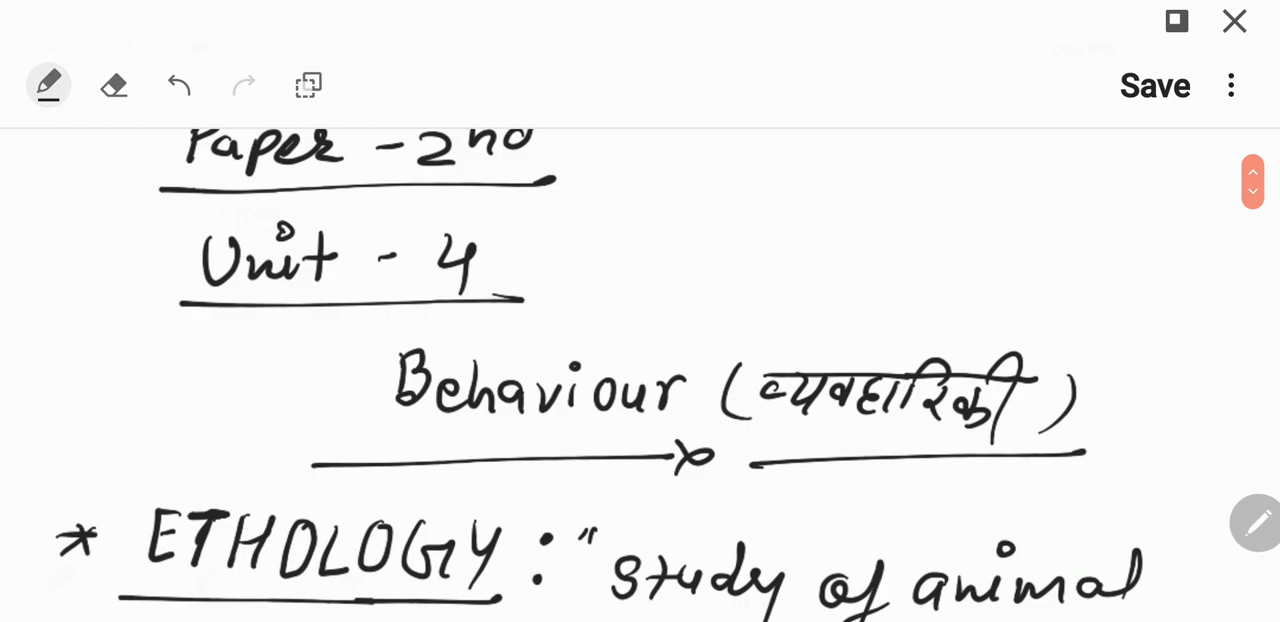 Save
Paper - 2nd
Unit - 4
Behaviour (व्यवहारिकी)
* ETHOLOGY : "study of animal